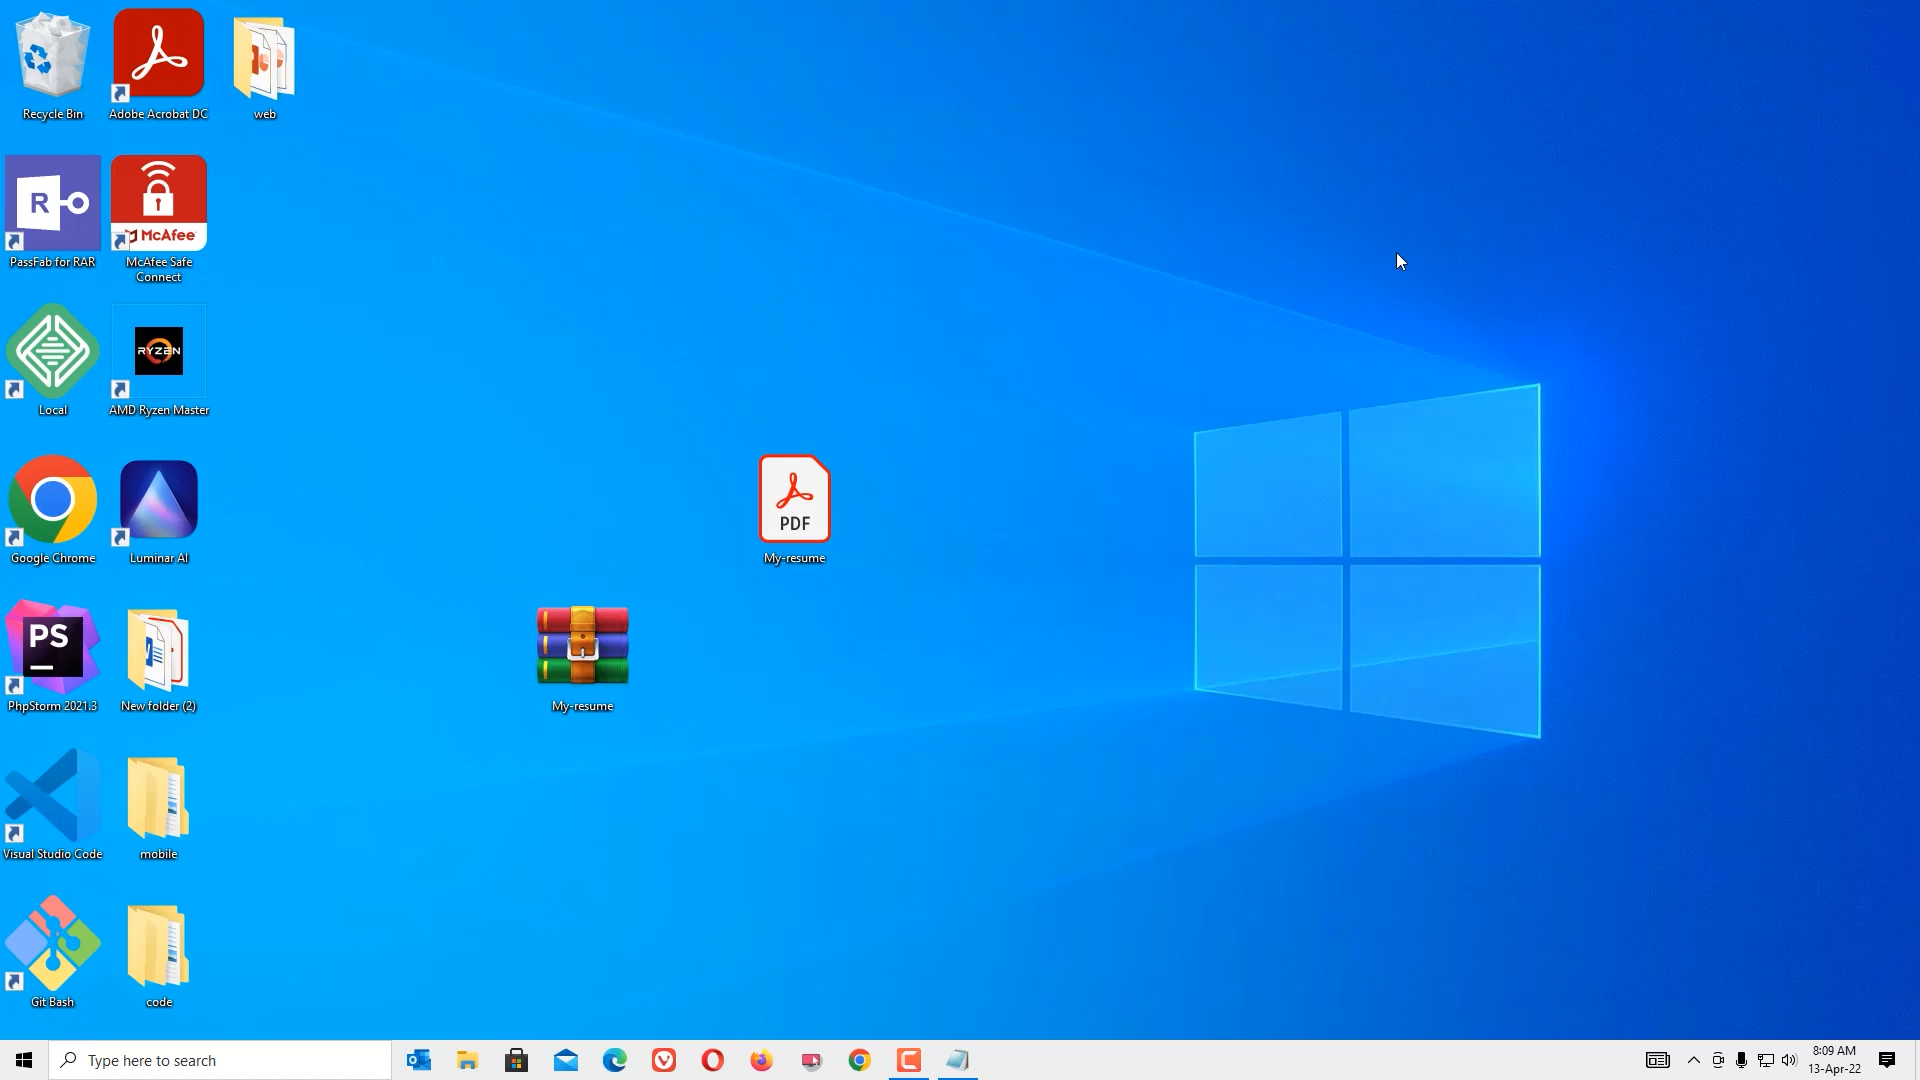 Recycle Bin
Adobe Acrobat DC
web
R
PassFab for RAR
McAfee
McAfee Safe
Connect
Local
RYZEN
AMD Ryzen Master
Google Chrome
Luminar AI
PDF
My-resume
PS
PhpStorm 2021.3
New folder (2)
My-resume
Visual Studio Code
mobile
Git Bash
code
Type here to search
8:09 AM
13-Apr-22